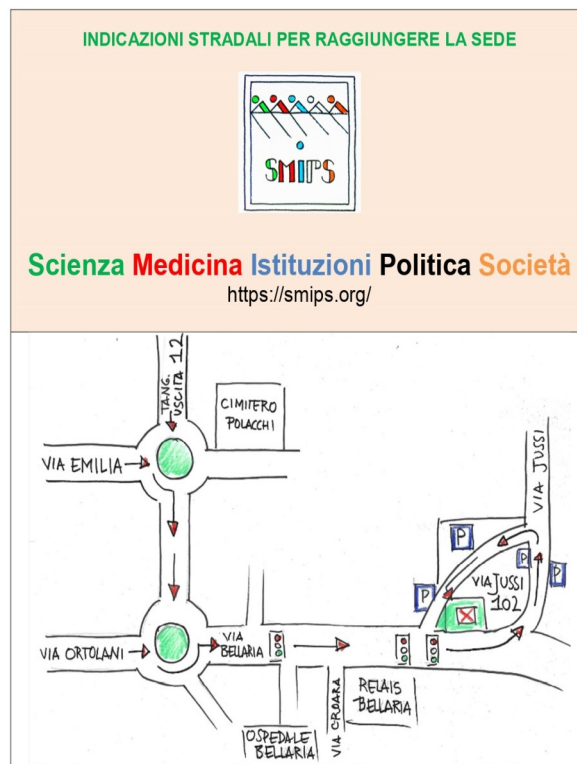 INDICAZIONI STRADALI PER RAGGIUNGERE LA SEDE
SMIPS
Scienza Medicina Istituzioni Politica Società
https://smips.org/
TANG.
USCITA 12
CIMITERO
POLACCHI
VIA EMILIA
VIA JUSSI
P
P
P
P
VIA JUSSI
102
VIA ORTOLANI
VIA
BELLARIA
VIA CROARA
RELAIS
BELLARIA
OSPEDALE
BELLARIA